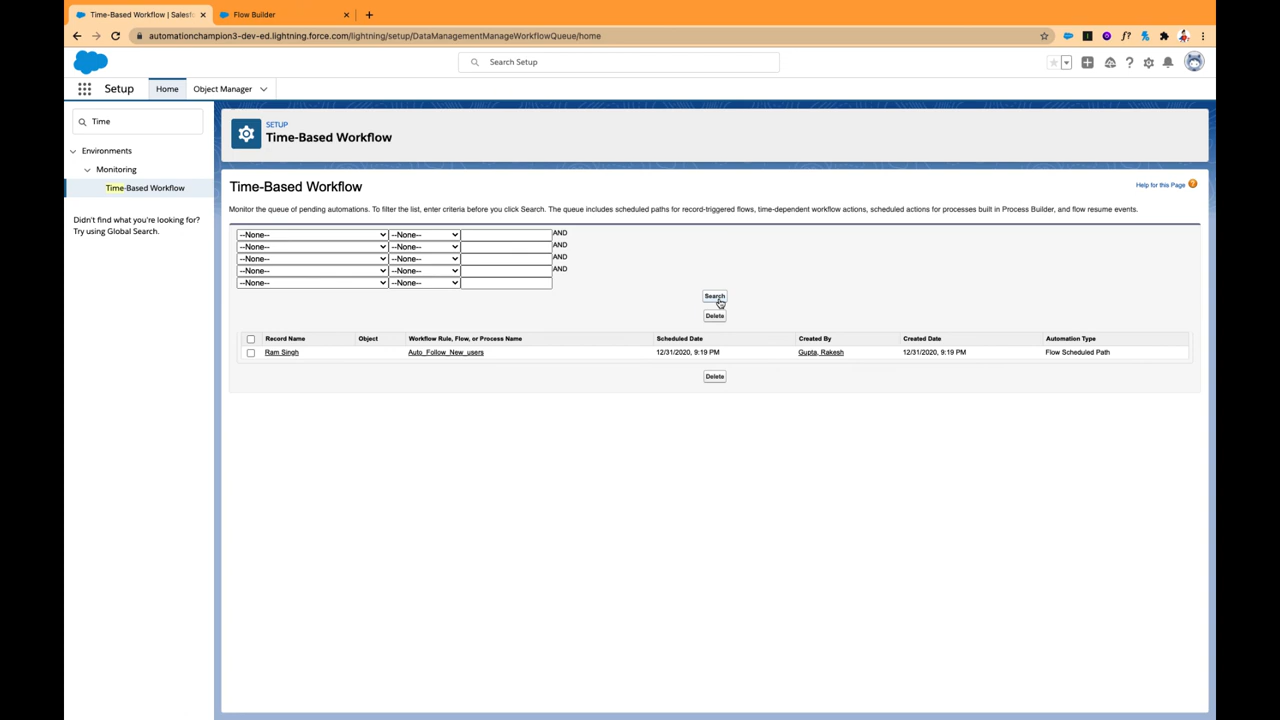 Time-Based Workflow | Salesf
Flow Builder
automationchampion3-dev-ed.lightning.force.com/lightning/setup/DataManagementManageWorkflowQueue/home
Search Setup
Setup
Home
Object Manager
Time
Environments
Monitoring
Time-Based Workflow
Didn't find what you're looking for?
Try using Global Search.
SETUP
Time-Based Workflow
Time-Based Workflow
Help for this Page ?
Monitor the queue of pending automations. To filter the list, enter criteria before you click Search. The queue includes scheduled paths for record-triggered flows, time-dependent workflow actions, scheduled actions for processes built in Process Builder, and flow resume events.
--None-- --None-- AND
--None-- --None-- AND
--None-- --None-- AND
--None-- --None-- AND
--None-- --None--
Search
Delete
Record Name Object Workflow Rule, Flow, or Process Name Scheduled Date Created By Created Date Automation Type
Ram Singh Auto_Follow_New_users 12/31/2020, 9:19 PM Gupta, Rakesh 12/31/2020, 9:19 PM Flow Scheduled Path
Delete